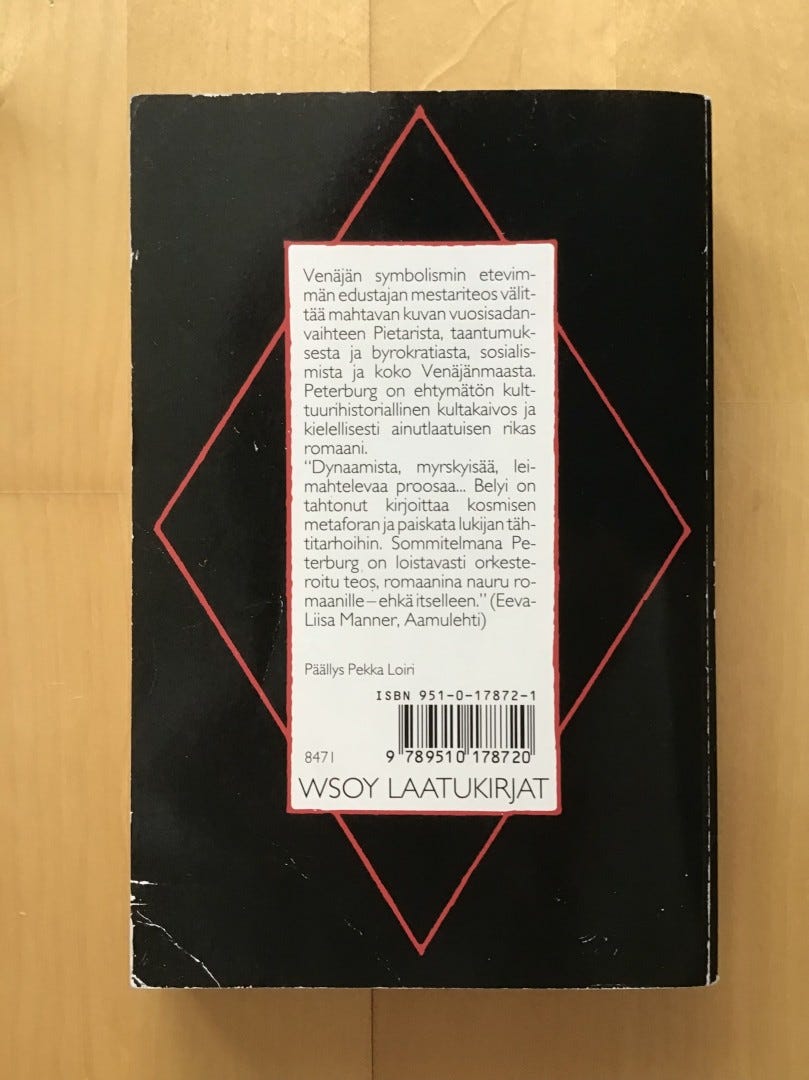 Venäjän symbolismin etevim-
män edustajan mestariteos välit-
tää mahtavan kuvan vuosisadan-
vaihteen Pietarista, taantumuk-
sesta ja byrokratiasta, sosialis-
mista ja koko Venäjänmaasta.
Peterburg on ehtymätön kult-
tuurihistoriallinen kultakaivos ja
kielellisesti ainutlaatuisen rikas
romaani.
"Dynaamista, myrskyisää, lei-
mahtelevaa proosaa... Belyi on
tahtonut kirjoittaa kosmisen
metaforan ja paiskata lukijan täh-
titarhoihin. Sommitelmana Pe-
terburg on loistavasti orkeste-
roitu teos, romaanina nauru ro-
maanille – ehkä itselleen." (Eeva-
Liisa Manner, Aamulehti)
Päällys Pekka Loiri
ISBN 951-0-17872-1
8471
9 789510 178720
WSOY LAATUKIRJAT